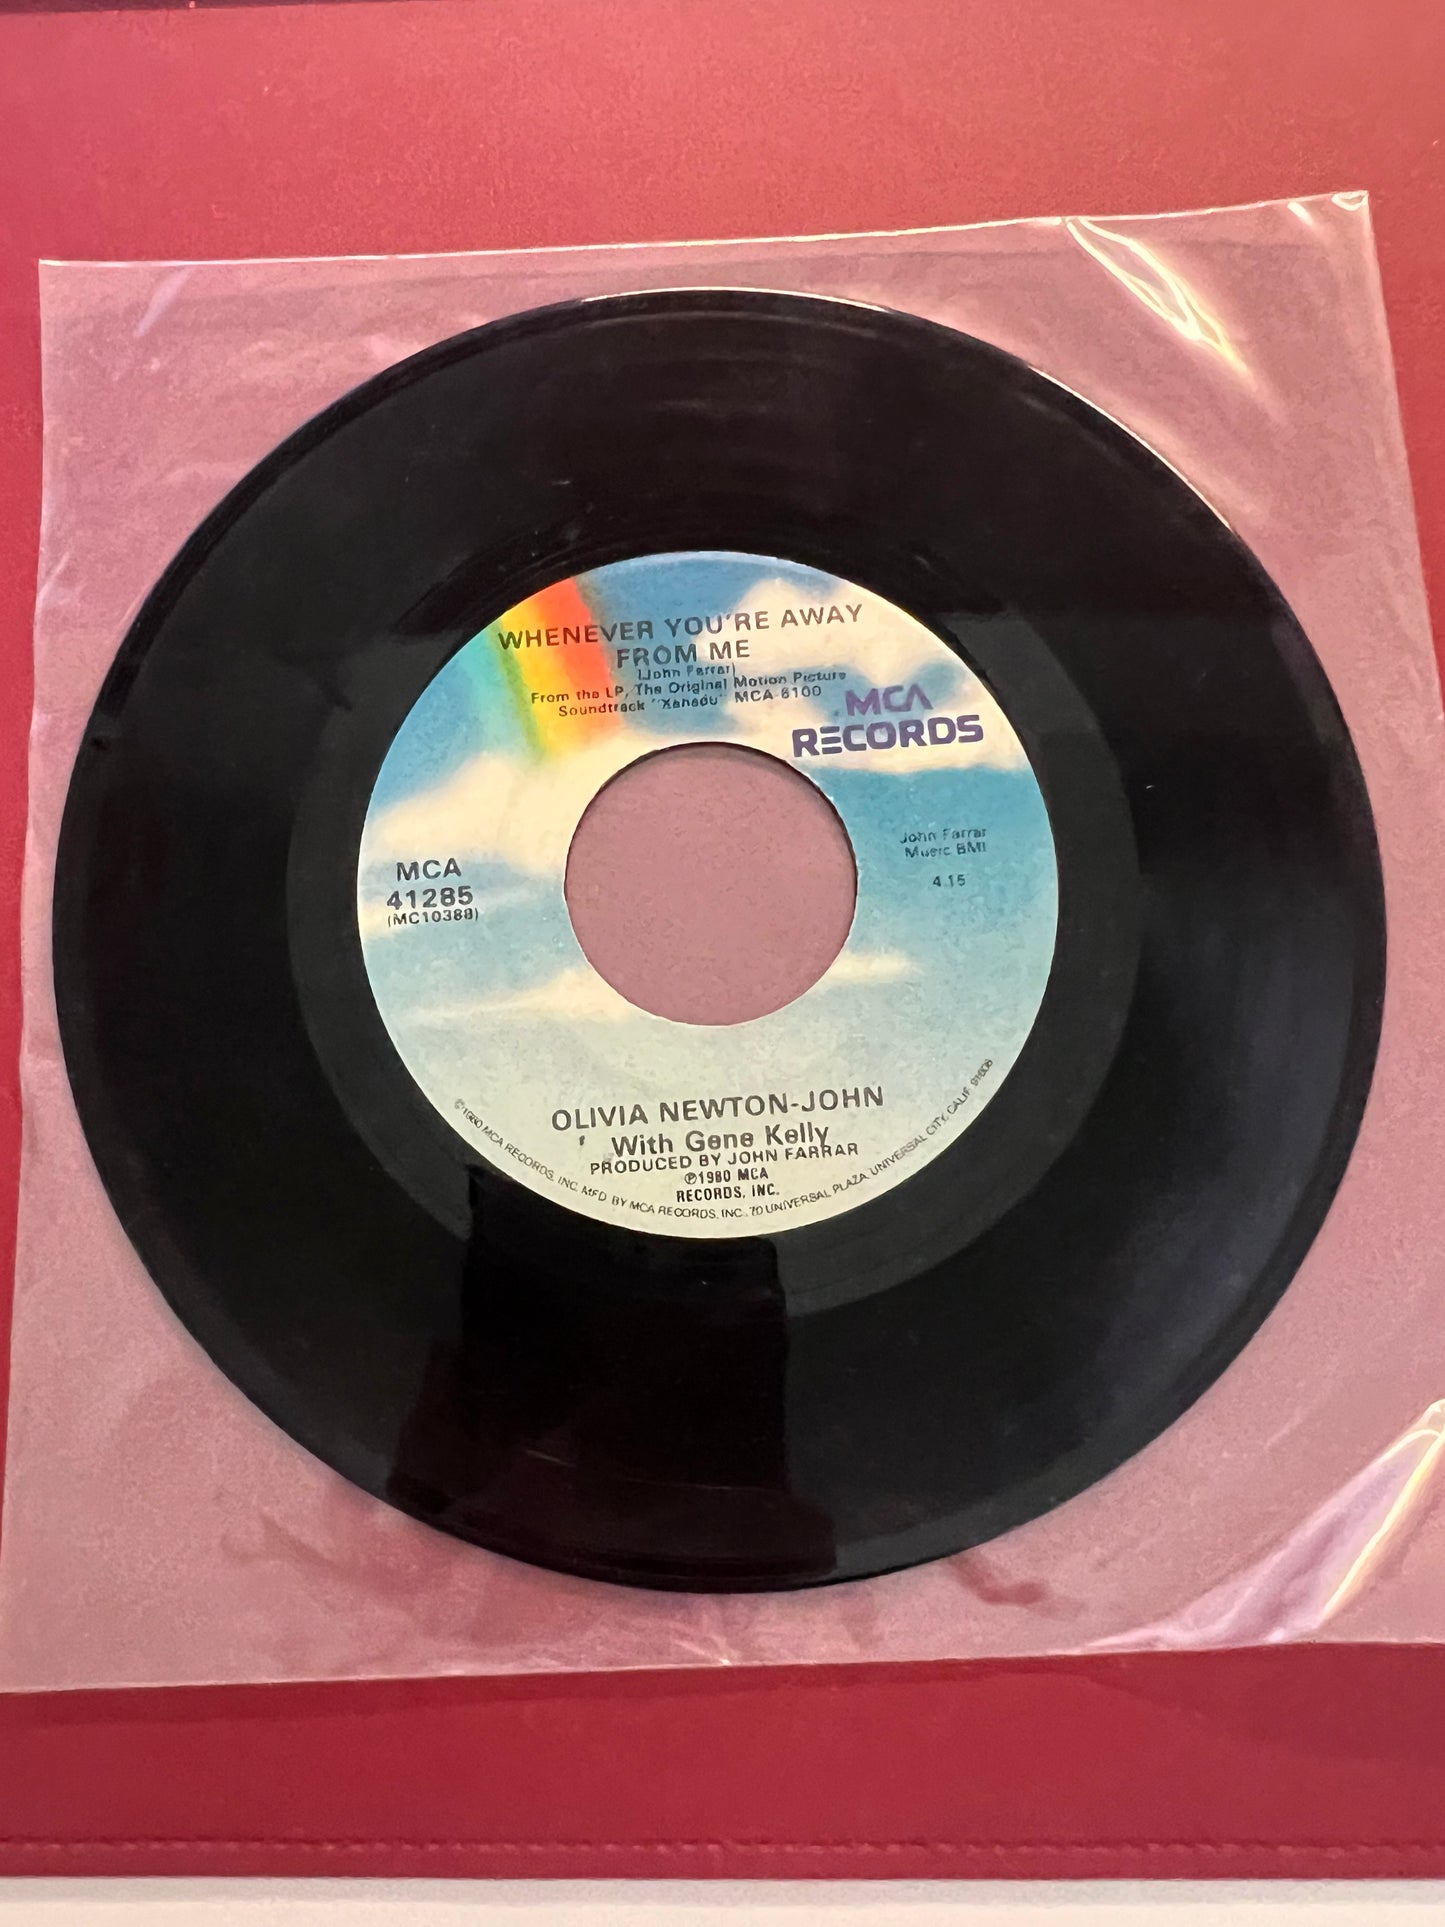 WHENEVER YOU'RE AWAY
FROM ME
(John Farrar)
From the LP, The Original Motion Picture
Soundtrack "Xanadu" MCA-6100
MCA
RECORDS
John Farrar
Music BMI
4:15
MCA
41285
(MC10388)
OLIVIA NEWTON-JOHN
With Gene Kelly
PRODUCED BY JOHN FARRAR
℗1980 MCA
RECORDS, INC.
©1980 MCA RECORDS, INC. MFD BY MCA RECORDS, INC. 70 UNIVERSAL PLAZA, UNIVERSAL CITY, CALIF. 91608